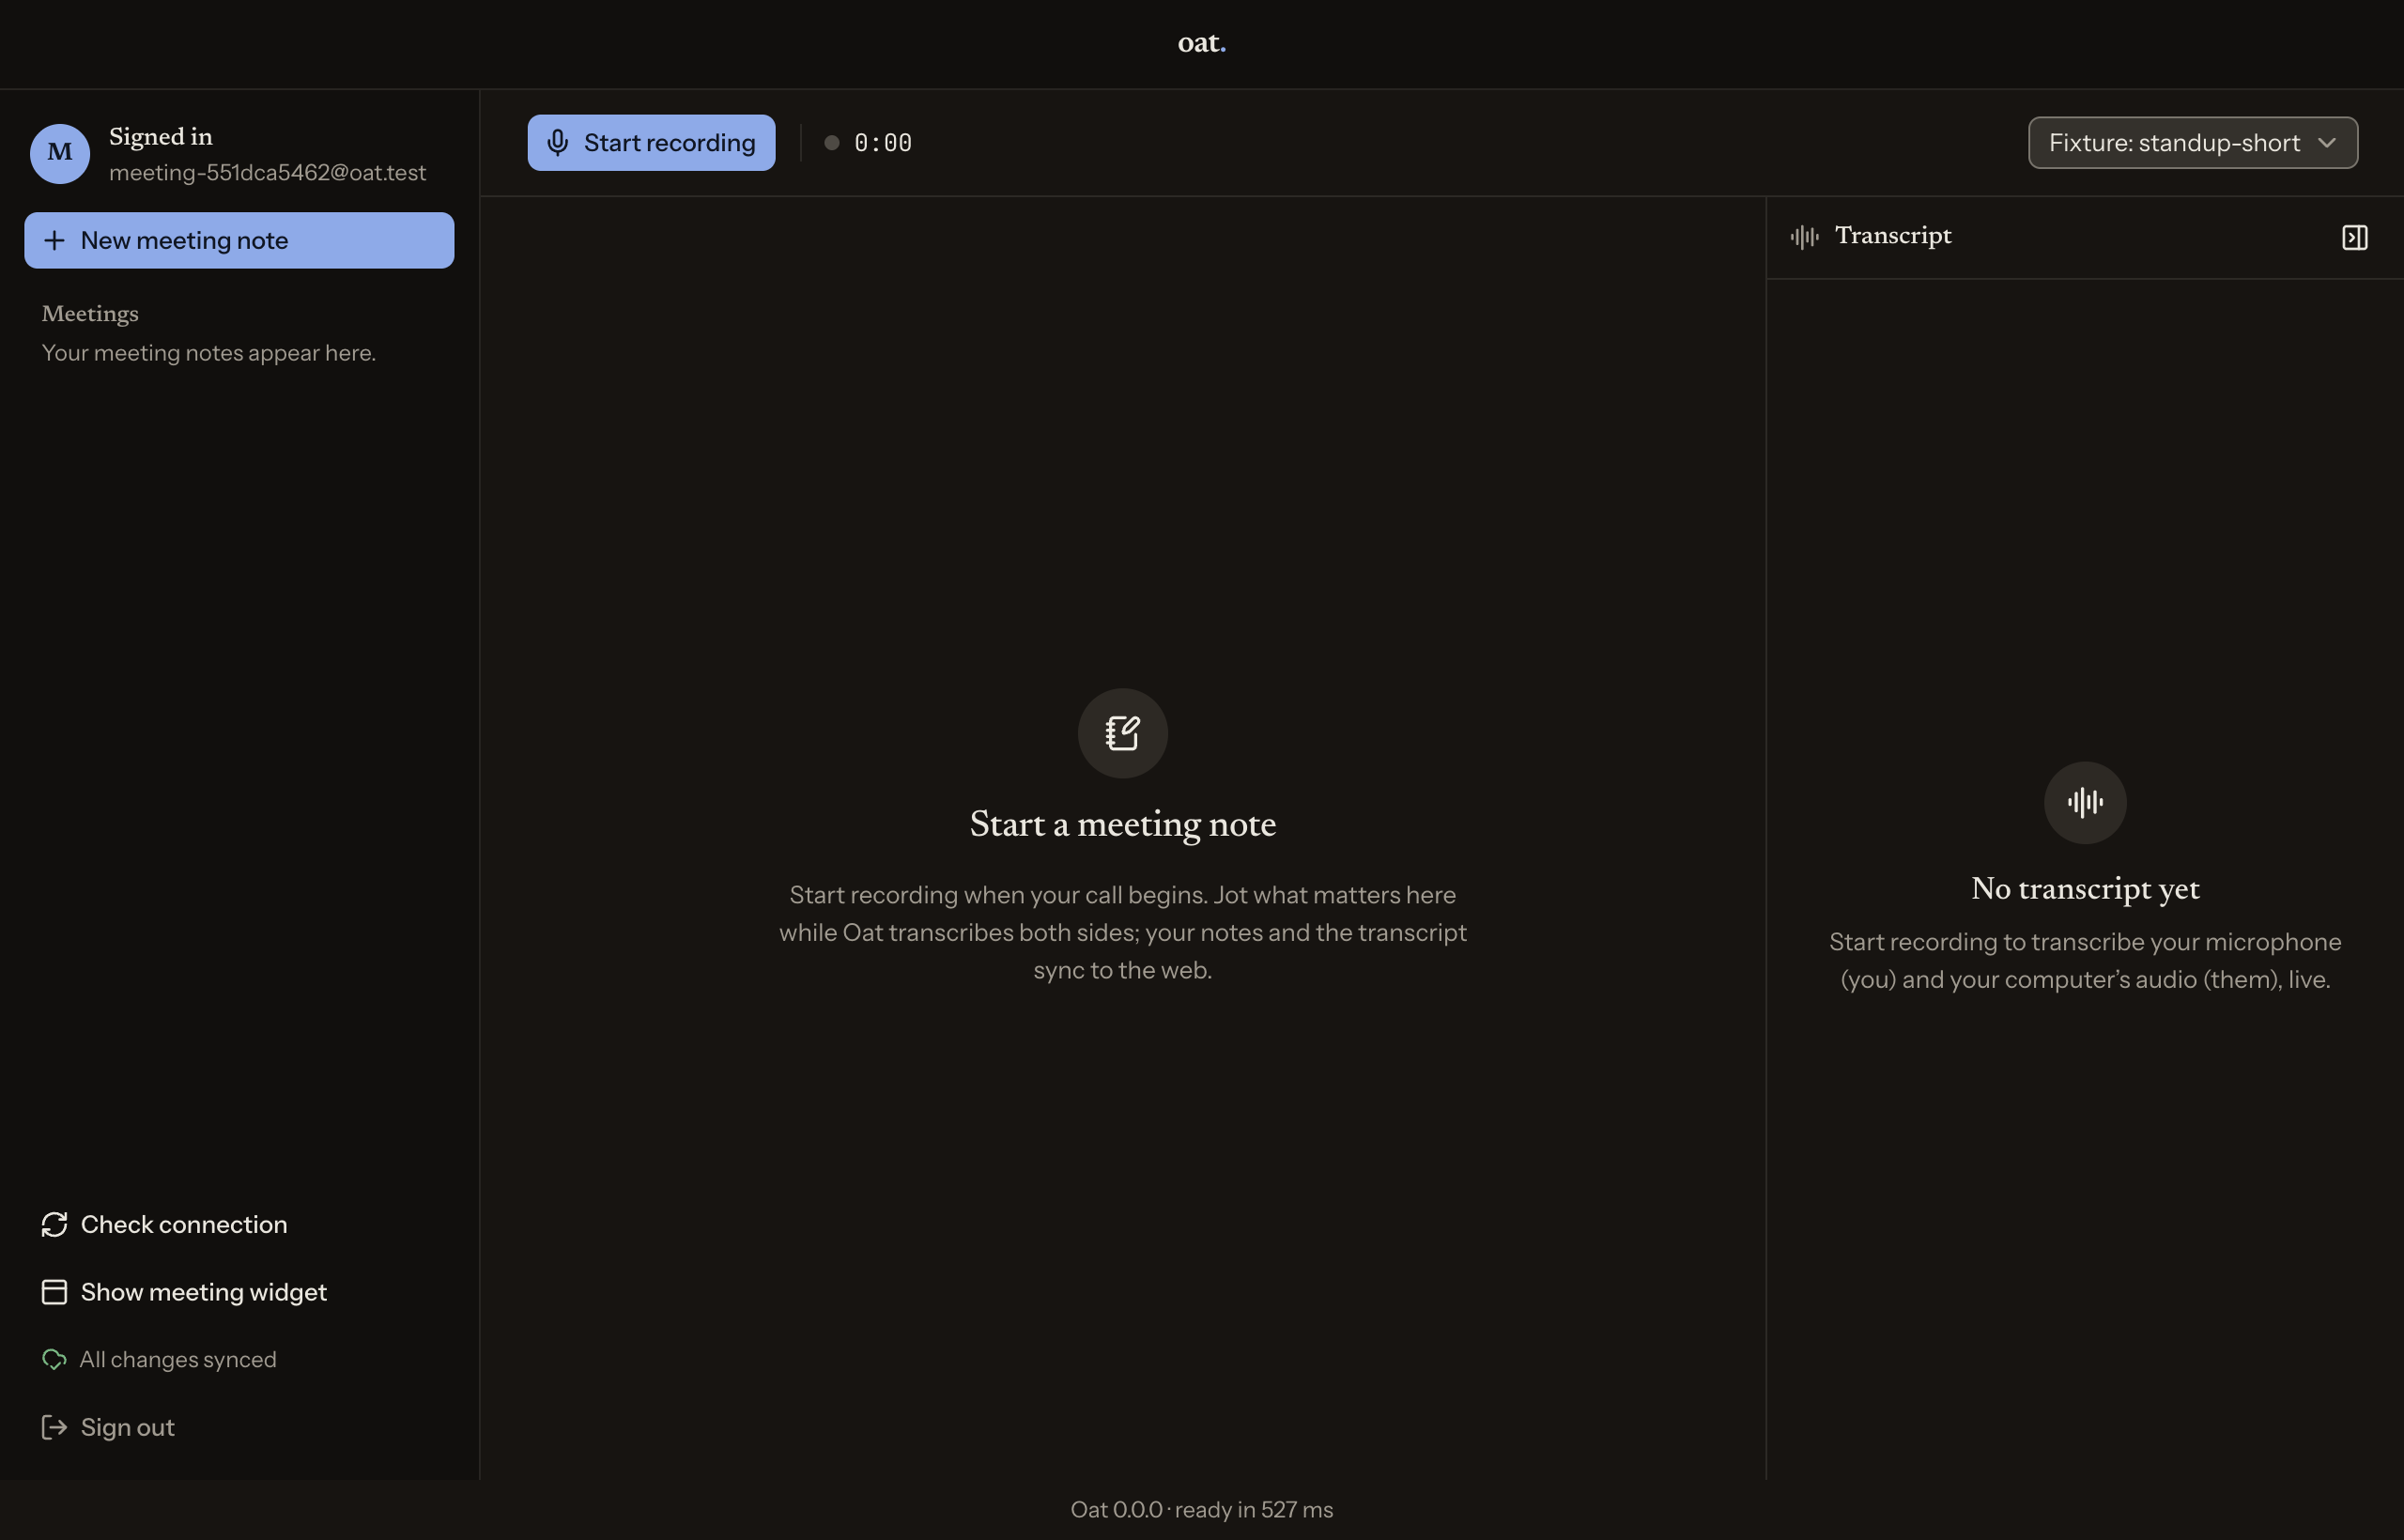 oat.
M
Signed in
meeting-551dca5462@oat.test
New meeting note
Meetings
Your meeting notes appear here.
Check connection
Show meeting widget
All changes synced
Sign out
Start recording
0:00
Fixture: standup-short
Start a meeting note
Start recording when your call begins. Jot what matters here
while Oat transcribes both sides; your notes and the transcript
sync to the web.
Transcript
No transcript yet
Start recording to transcribe your microphone
(you) and your computer’s audio (them), live.
Oat 0.0.0 · ready in 527 ms